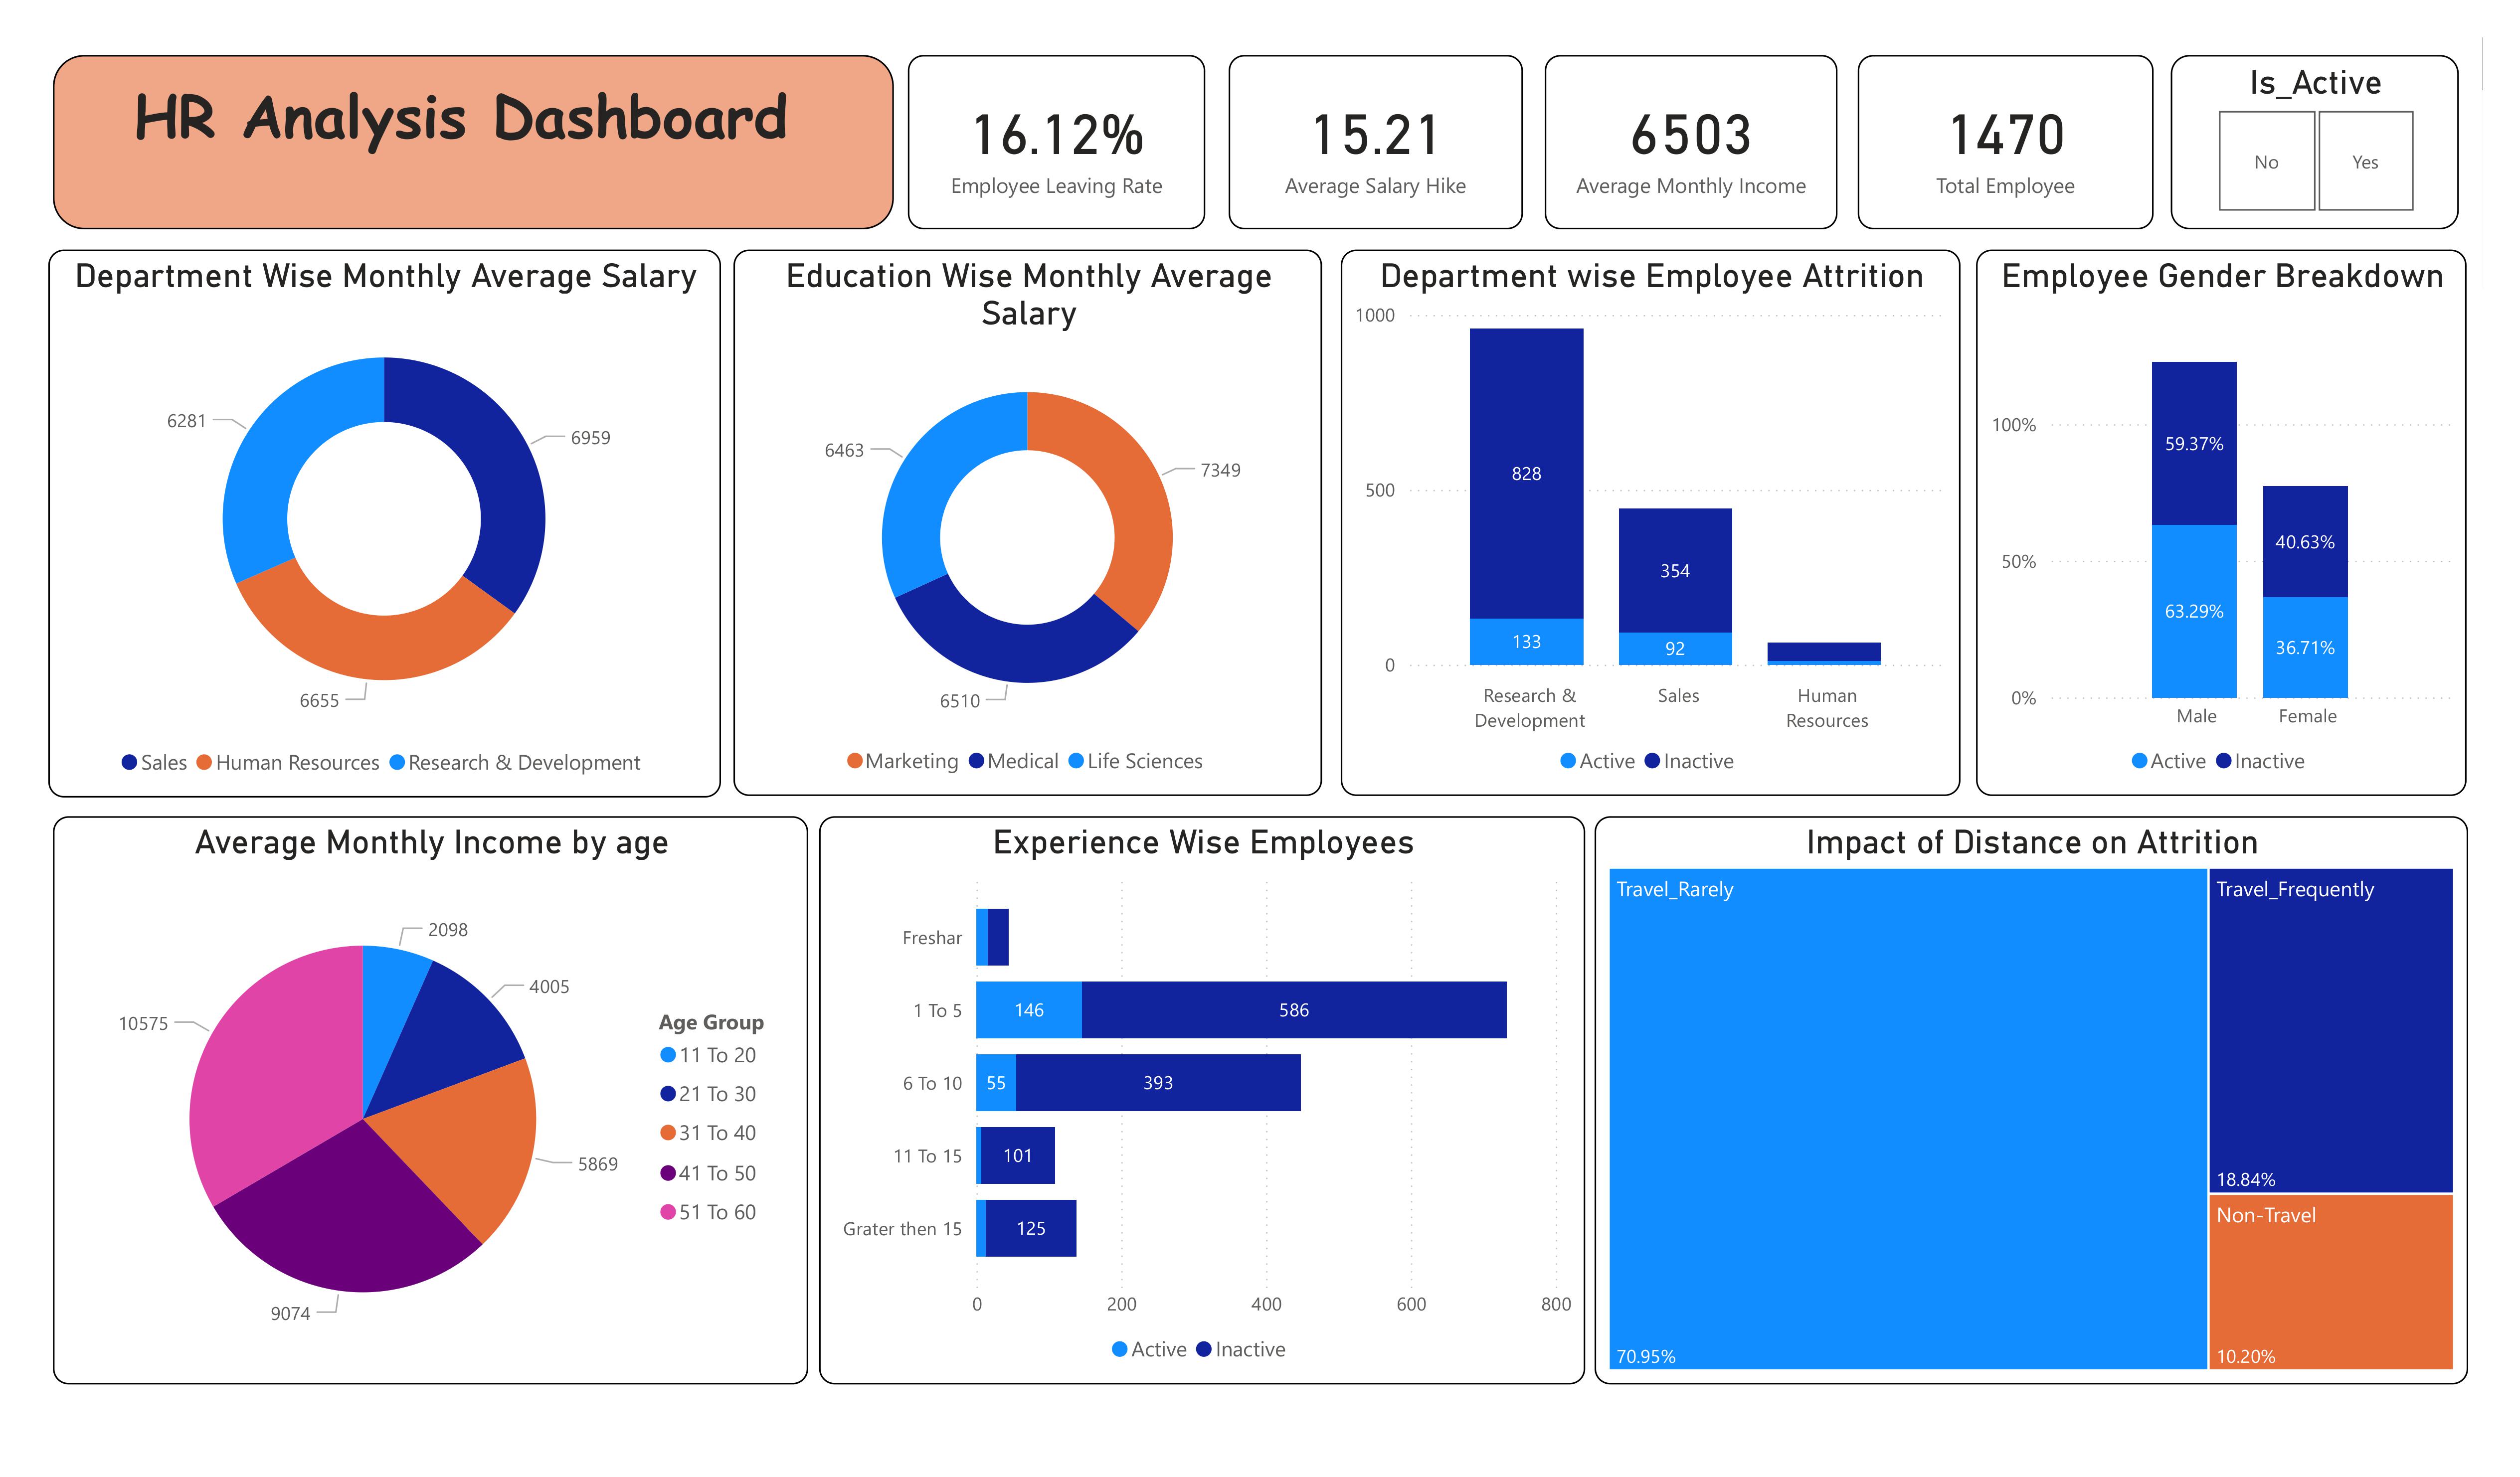 HR Analysis Dashboard
16.12%
Employee Leaving Rate
15.21
Average Salary Hike
6503
Average Monthly Income
1470
Total Employee
Is_Active
No
Yes
Department Wise Monthly Average Salary
6281
6959
6655
Sales Human Resources Research & Development
Education Wise Monthly Average
Salary
6463
7349
6510
Marketing Medical Life Sciences
Department wise Employee Attrition
1000
500
0
828
133
354
92
Research &
Development
Sales
Human
Resources
Active Inactive
Employee Gender Breakdown
100%
50%
0%
59.37%
63.29%
40.63%
36.71%
Male
Female
Active Inactive
Average Monthly Income by age
2098
4005
5869
9074
10575
Age Group
11 To 20
21 To 30
31 To 40
41 To 50
51 To 60
Experience Wise Employees
Freshar
1 To 5
146
586
6 To 10
55
393
11 To 15
101
Grater then 15
125
0
200
400
600
800
Active Inactive
Impact of Distance on Attrition
Travel_Rarely
70.95%
Travel_Frequently
18.84%
Non-Travel
10.20%